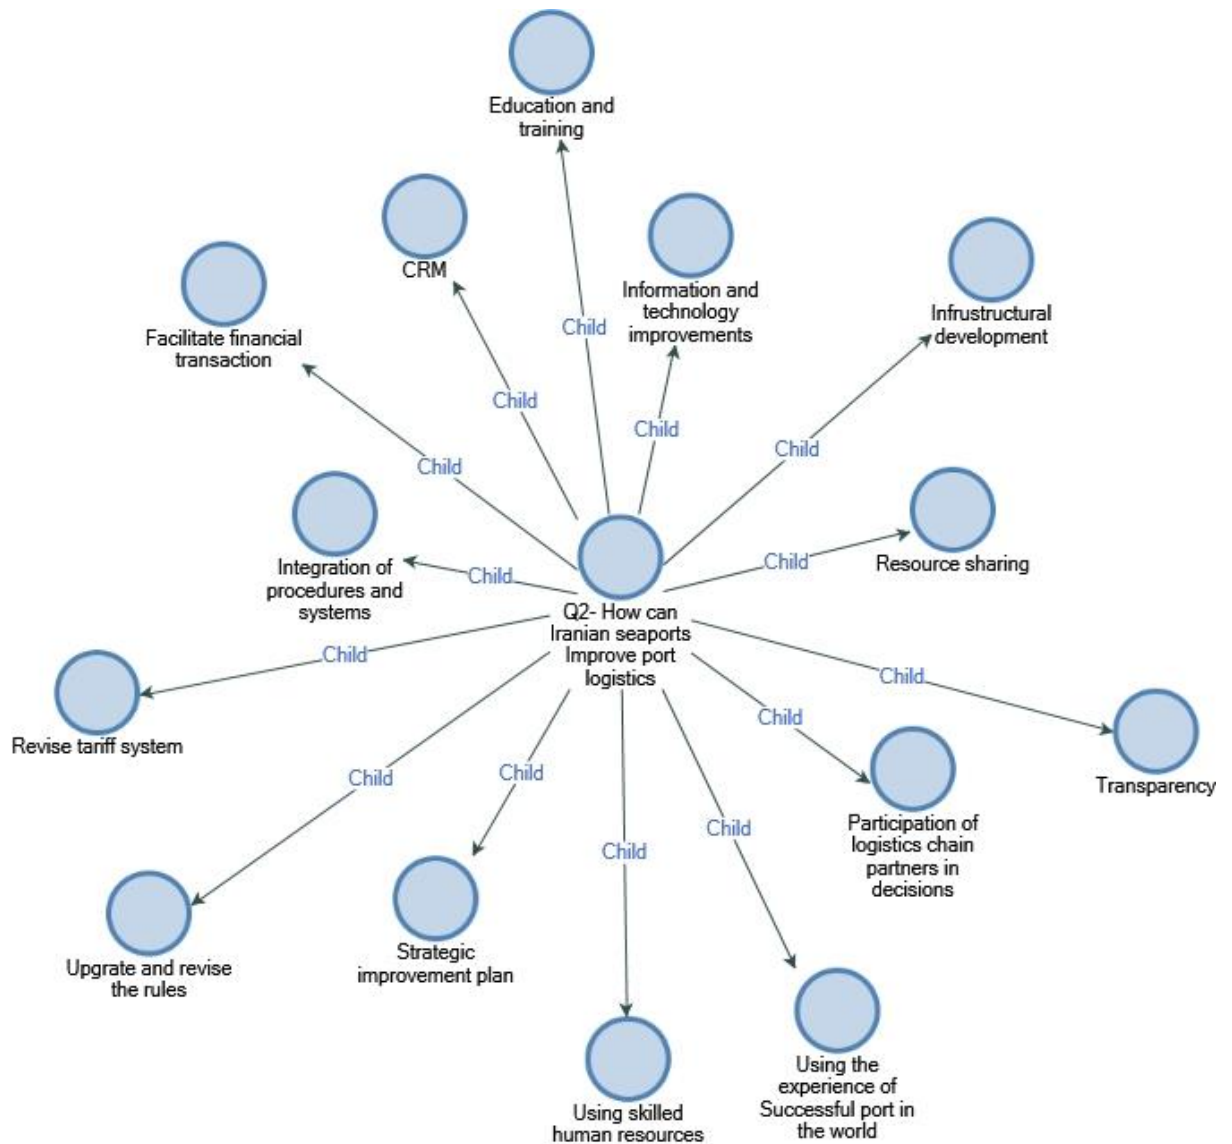 Education and
training
CRM
Information and
technology
improvements
Infrustructural
development
Facilitate financial
transaction
Child
Child
Child
Child
Child
Child
Integration of
procedures and
systems
Child
Resource sharing
Child
Q2- How can
Iranian seaports
Improve port
logistics
Revise tariff system
Child
Child
Transparency
Child
Participation of
logistics chain
partners in
decisions
Child
Upgrate and revise
the rules
Child
Strategic
improvement plan
Child
Using skilled
human resources
Child
Using the
experience of
Successful port in
the world